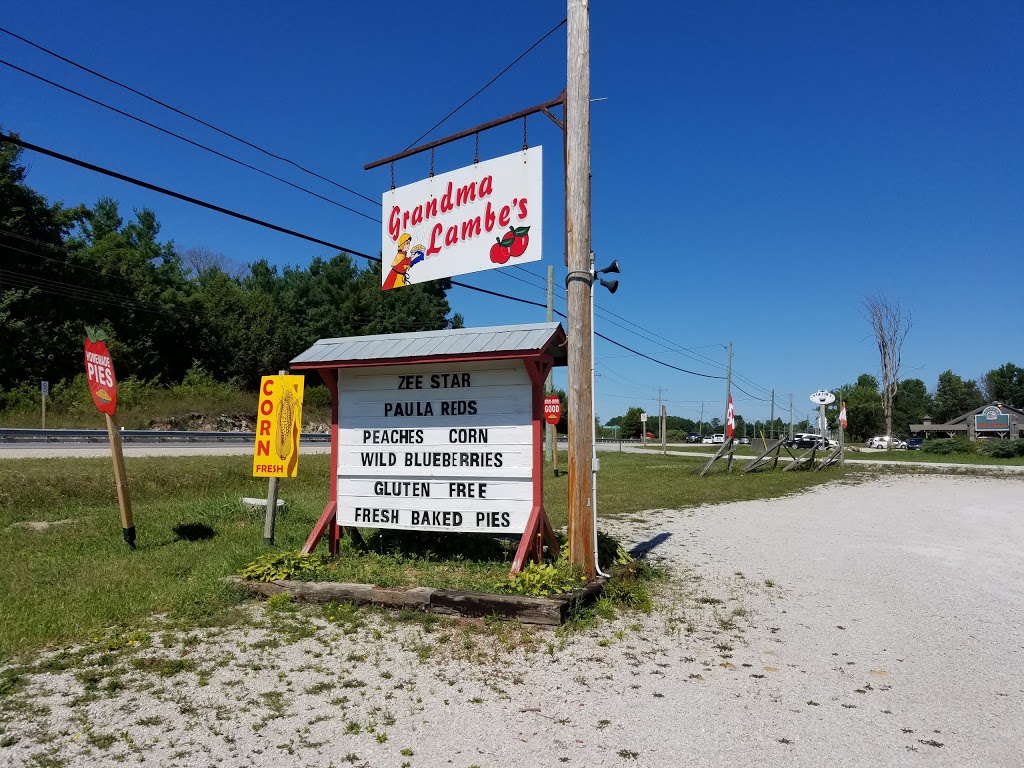 Grandma
Lambe's
HOMEMADE
PIES
CORN
FRESH
ZEE STAR
PAULA REDS
PEACHES CORN
WILD BLUEBERRIES
GLUTEN FREE
FRESH BAKED PIES
GOOD